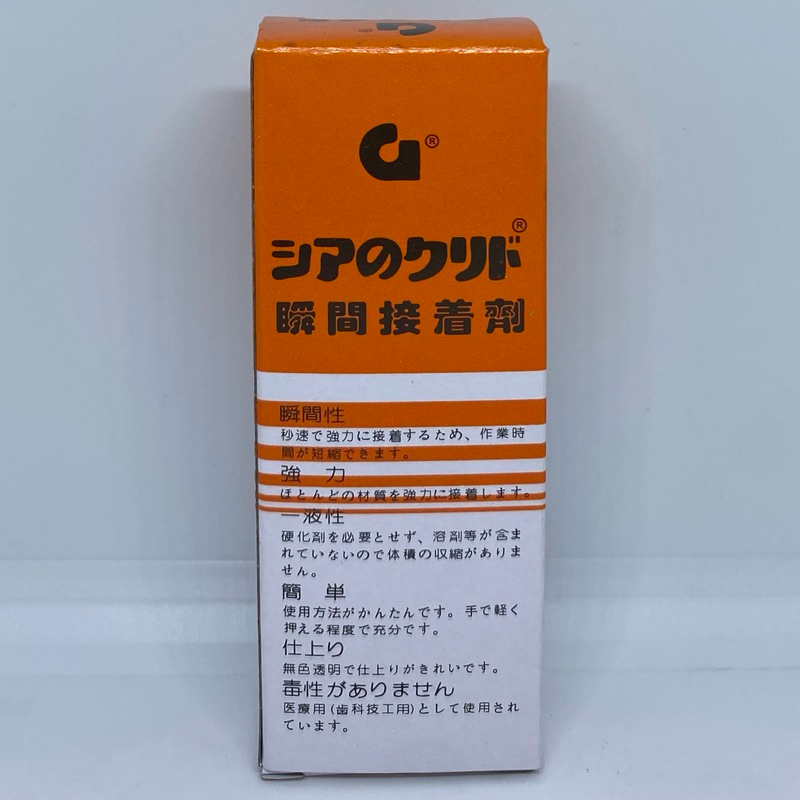 ®
シアのクリド®
瞬間接着劑
瞬間性
秒速で強力に接着するため、作業時
間が短縮できます。
強 力
ほとんどの材質を強力に接着します。
一液性
硬化剤を必要とせず、溶剤等が含ま
れていないので体積の収縮がありま
せん。
簡 単
使用方法がかんたんです。手で軽く
押える程度で充分です。
仕上り
無色透明で仕上りがきれいです。
毒性がありません
医療用(歯科技工用)として使用され
ています。